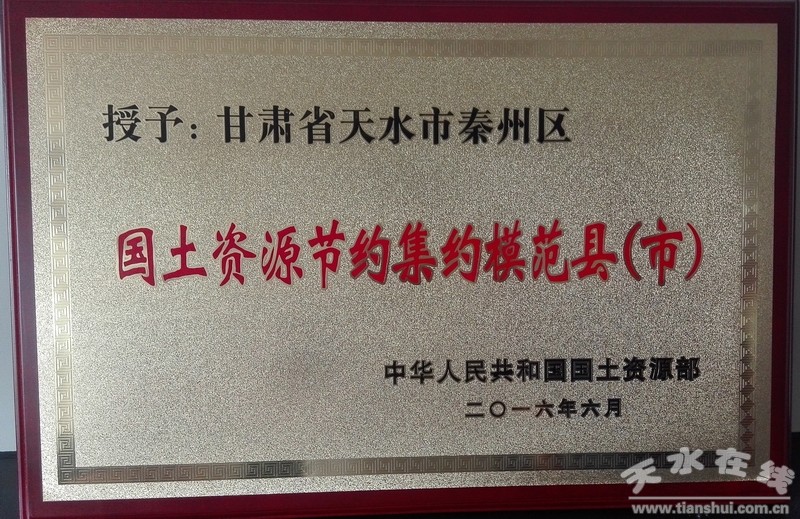 授予：甘肃省天水市秦州区
国土资源节约集约模范县(市)
中华人民共和国国土资源部
二〇一六年六月
天水在线
www.tianshui.com.cn